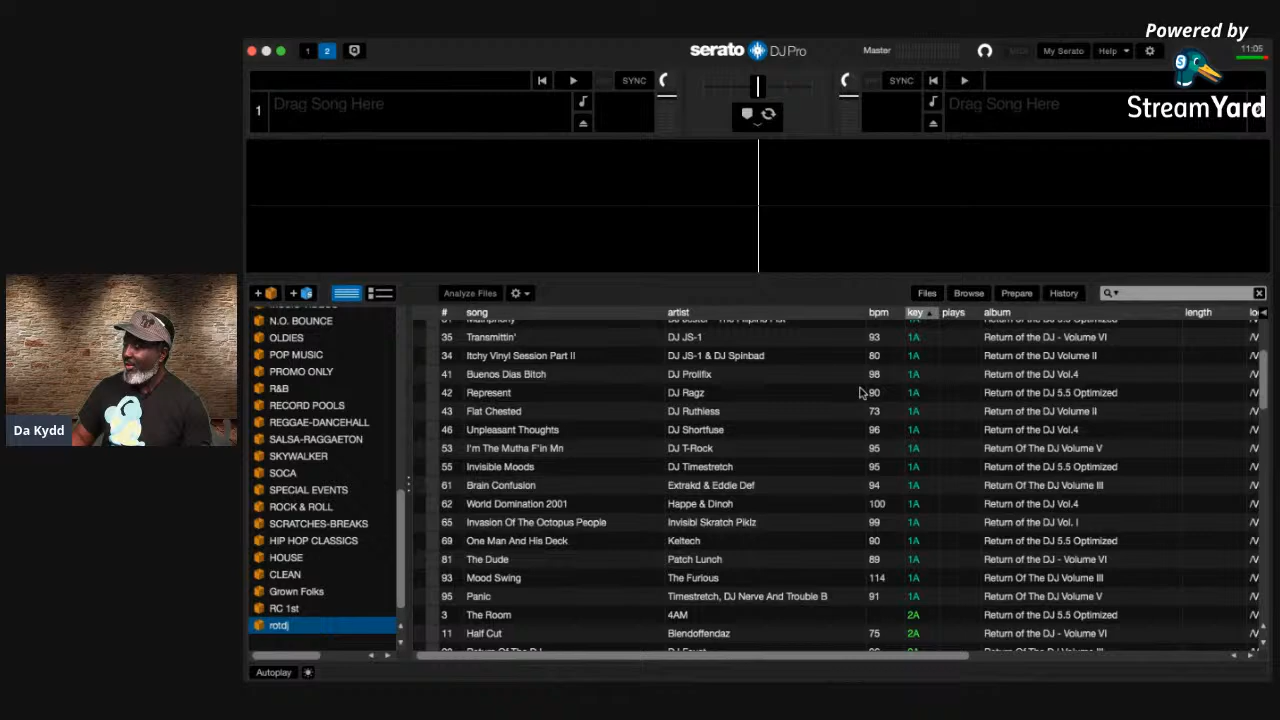 Powered by
StreamYard
1 2
serato DJ Pro
Master
MIDI
My Serato
Help
11:05
SYNC
SYNC
1 Drag Song Here
Drag Song Here
Analyze Files
Files
Browse
Prepare
History
N.O. BOUNCE
OLDIES
POP MUSIC
PROMO ONLY
R&B
RECORD POOLS
REGGAE-DANCEHALL
SALSA-RAGGAETON
SKYWALKER
SOCA
SPECIAL EVENTS
ROCK & ROLL
SCRATCHES-BREAKS
HIP HOP CLASSICS
HOUSE
CLEAN
Grown Folks
RC 1st
rotdj
# song artist bpm key plays album length
35 Transmittin' DJ JS-1 93 1A Return of the DJ - Volume VI
34 Itchy Vinyl Session Part II DJ JS-1 & DJ Spinbad 80 1A Return of the DJ Volume II
41 Buenos Dias Bitch DJ Prolifix 98 1A Return of the DJ Vol.4
42 Represent DJ Ragz 90 1A Return of the DJ 5.5 Optimized
43 Flat Chested DJ Ruthless 73 1A Return of the DJ Volume II
46 Unpleasant Thoughts DJ Shortfuse 96 1A Return of the DJ Vol.4
53 I'm The Mutha F'in Mn DJ T-Rock 95 1A Return Of The DJ Volume V
55 Invisible Moods DJ Timestretch 95 1A Return of the DJ 5.5 Optimized
61 Brain Confusion Extrakd & Eddie Def 94 1A Return Of The DJ Volume III
62 World Domination 2001 Happe & Dinoh 100 1A Return of the DJ Vol.4
65 Invasion Of The Octopus People Invisibl Skratch Piklz 99 1A Return of the DJ Vol. I
69 One Man And His Deck Keltech 90 1A Return of the DJ 5.5 Optimized
81 The Dude Patch Lunch 89 1A Return of the DJ - Volume VI
93 Mood Swing The Furious 114 1A Return Of The DJ Volume III
95 Panic Timestretch, DJ Nerve And Trouble B 91 1A Return Of The DJ Volume V
3 The Room 4AM 2A Return of the DJ 5.5 Optimized
11 Half Cut Blendoffendaz 75 2A Return of the DJ - Volume VI
Autoplay
Da Kydd